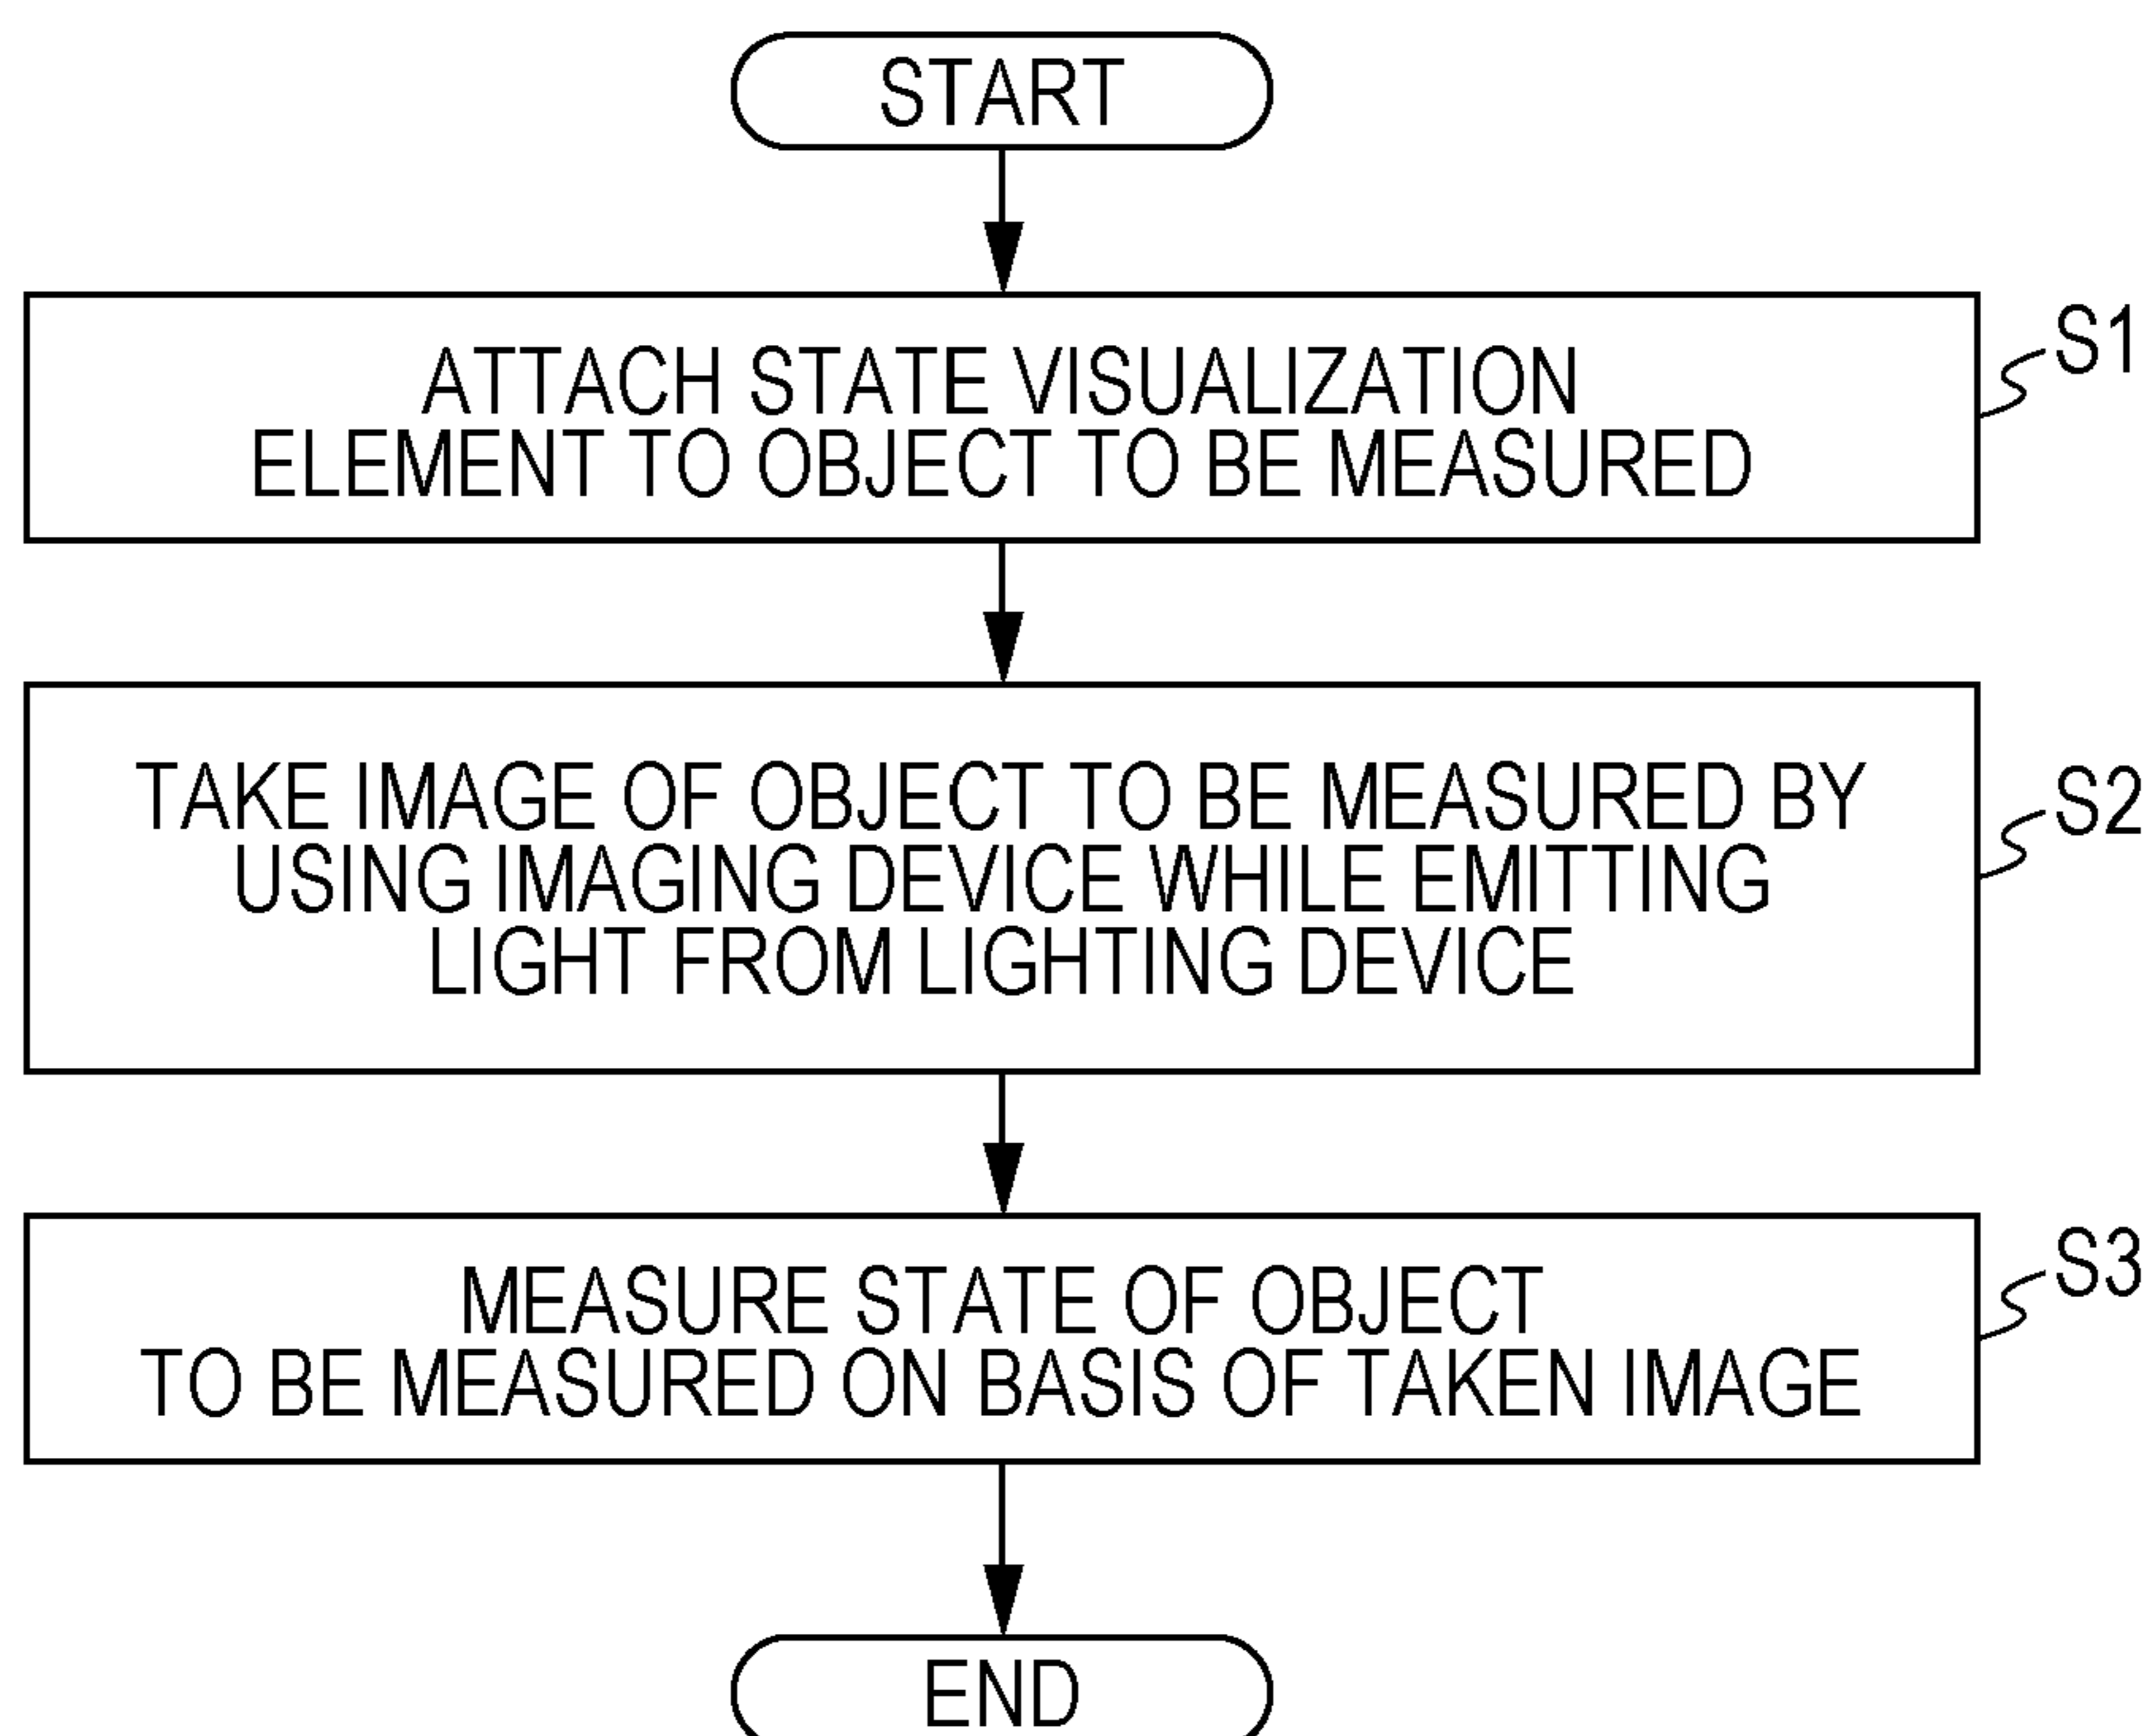 START
ATTACH STATE VISUALIZATION
ELEMENT TO OBJECT TO BE MEASURED
S1
TAKE IMAGE OF OBJECT TO BE MEASURED BY
USING IMAGING DEVICE WHILE EMITTING
LIGHT FROM LIGHTING DEVICE
S2
MEASURE STATE OF OBJECT
TO BE MEASURED ON BASIS OF TAKEN IMAGE
S3
END